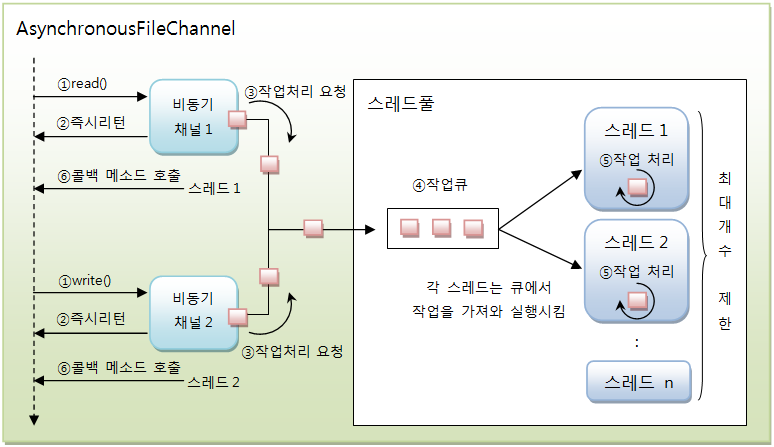 AsynchronousFileChannel
①read()
비동기
채널 1
②즉시리턴
③작업처리 요청
⑥콜백 메소드 호출
스레드 1
①write()
비동기
채널 2
②즉시리턴
③작업처리 요청
⑥콜백 메소드 호출
스레드 2
스레드풀
④작업큐
각 스레드는 큐에서
작업을 가져와 실행시킴
스레드 1
⑤작업 처리
스레드 2
⑤작업 처리
:
스레드 n
최대개수 제한